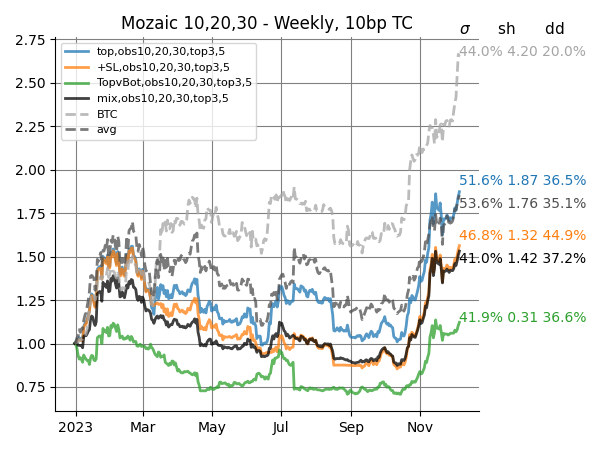 Mozaic 10,20,30 - Weekly, 10bp TC
σ sh dd
2.75
2.50
2.25
2.00
1.75
1.50
1.25
1.00
0.75
top,obs10,20,30,top3,5
+SL,obs10,20,30,top3,5
TopvBot,obs10,20,30,top3,5
mix,obs10,20,30,top3,5
BTC
avg
44.0% 4.20 20.0%
51.6% 1.87 36.5%
53.6% 1.76 35.1%
46.8% 1.32 44.9%
41.0% 1.42 37.2%
41.9% 0.31 36.6%
2023 Mar May Jul Sep Nov